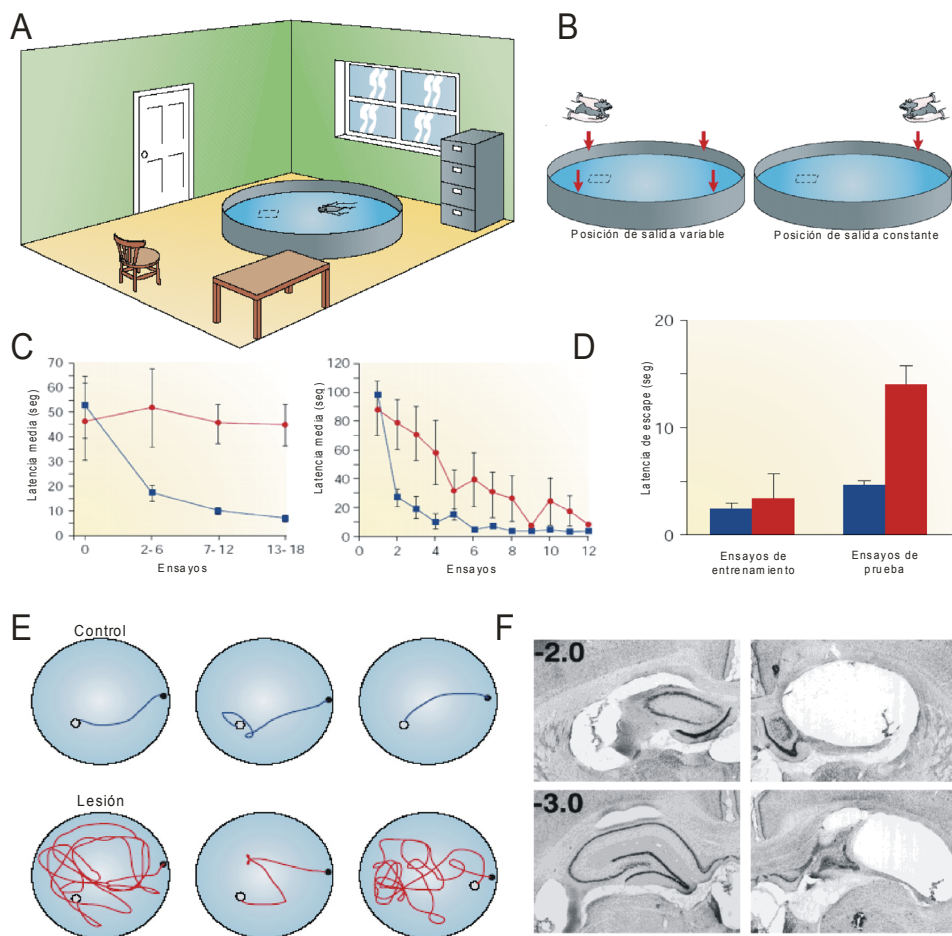 A
B
Posición de salida variable
Posición de salida constante
C
Latencia media (seg)
70
60
50
40
30
20
10
0
0
2-6
7-12
13-18
Ensayos
Latencia media (seg)
120
100
80
60
40
20
0
0
2
4
6
8
10
12
Ensayos
D
Latencia de escape (seg)
20
10
0
Ensayos de
entrenamiento
Ensayos de
prueba
E
Control
Lesión
F
-2.0
-3.0